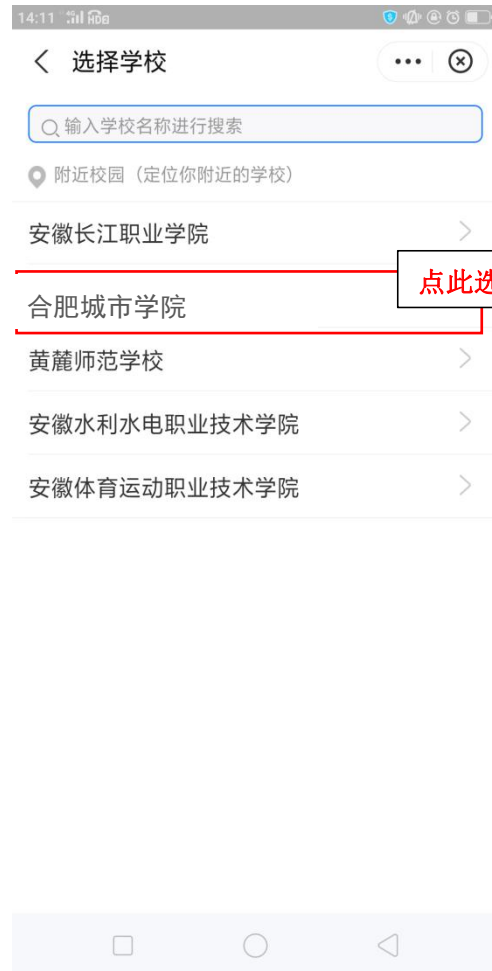 14:11 4G HDB
选择学校
输入学校名称进行搜索
附近校园（定位你附近的学校）
安徽长江职业学院
点此选
合肥城市学院
黄麓师范学校
安徽水利水电职业技术学院
安徽体育运动职业技术学院